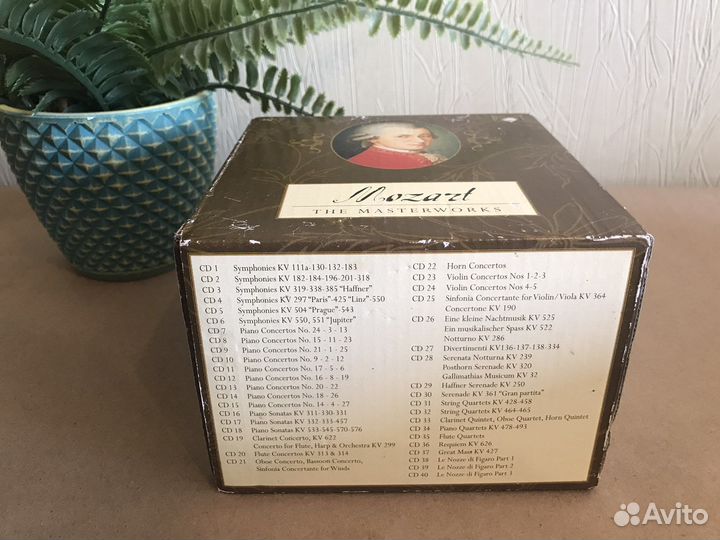 Mozart
THE MASTERWORKS
CD 1 Symphonies KV 111a-130-132-183
CD 2 Symphonies KV 182-184-196-201-318
CD 3 Symphonies KV 319-338-385 "Haffner"
CD 4 Symphonies KV 297 "Paris"-425 "Linz"-550
CD 5 Symphonies KV 504 "Prague"-543
CD 6 Symphonies KV 550, 551 "Jupiter"
CD 7 Piano Concertos No. 24 - 3 - 13
CD 8 Piano Concertos No. 15 - 11 - 23
CD 9 Piano Concertos No. 21 - 1 - 25
CD 10 Piano Concertos No. 9 - 2 - 12
CD 11 Piano Concertos No. 17 - 5 - 6
CD 12 Piano Concertos No. 16 - 8 - 19
CD 13 Piano Concertos No. 20 - 22
CD 14 Piano Concertos No. 18 - 26
CD 15 Piano Concertos No. 14 - 4 - 27
CD 16 Piano Sonatas KV 311-330-331
CD 17 Piano Sonatas KV 332-333-457
CD 18 Piano Sonatas KV 533-545-570-576
CD 19 Clarinet Concerto, KV 622
Concerto for Flute, Harp & Orchestra KV 299
CD 20 Flute Concertos KV 313 & 314
CD 21 Oboe Concerto, Bassoon Concerto,
Sinfonia Concertante for Winds
CD 22 Horn Concertos
CD 23 Violin Concertos Nos 1-2-3
CD 24 Violin Concertos Nos 4-5
CD 25 Sinfonia Concertante for Violin/Viola KV 364
Concertone KV 190
CD 26 Eine kleine Nachtmusik KV 525
Ein musikalischer Spass KV 522
Notturno KV 286
CD 27 Divertimenti KV136-137-138-334
CD 28 Serenata Notturna KV 239
Posthorn Serenade KV 320
Gallimathias Musicum KV 32
CD 29 Haffner Serenade KV 250
CD 30 Serenade KV 361 "Gran partita"
CD 31 String Quartets KV 428-458
CD 32 String Quartets KV 464-465
CD 33 Clarinet Quintet, Oboe Quartet, Horn Quintet
CD 34 Piano Quartets KV 478-493
CD 35 Flute Quartets
CD 36 Requiem KV 626
CD 37 Great Mass KV 427
CD 38 Le Nozze di Figaro Part 1
CD 39 Le Nozze di Figaro Part 2
CD 40 Le Nozze di Figaro Part 3
Avito